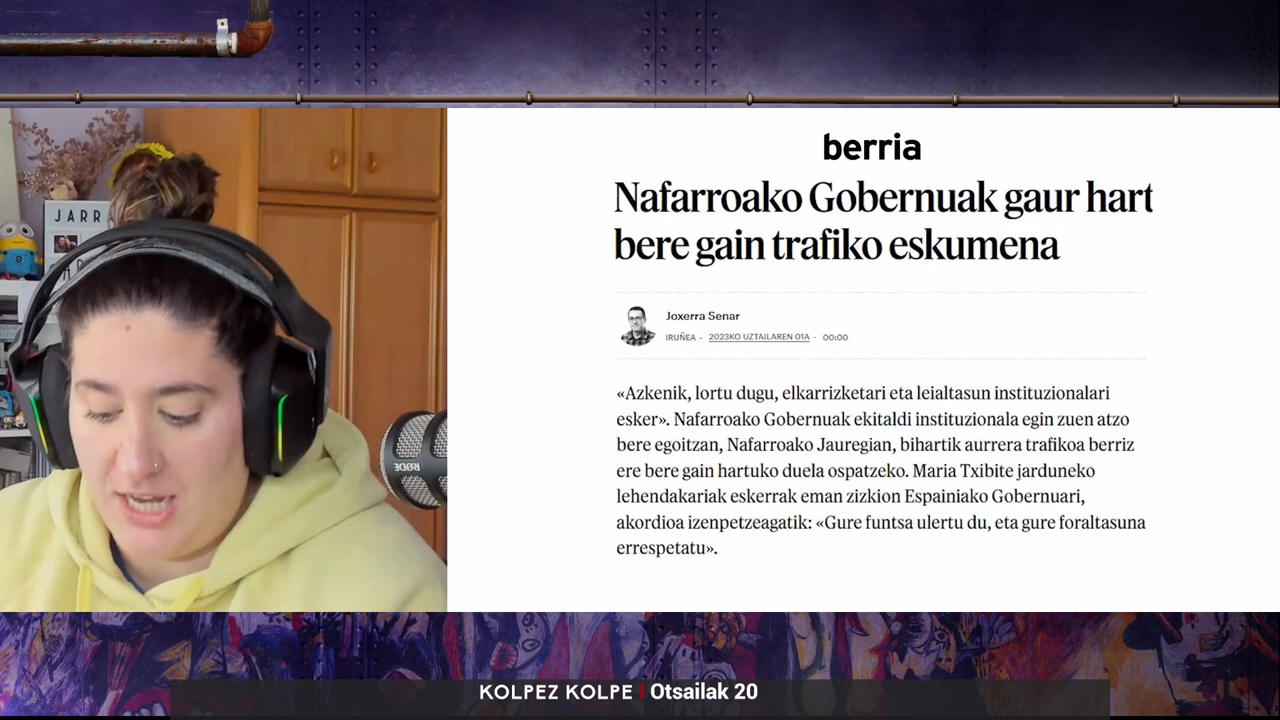 berria
Nafarroako Gobernuak gaur hart
bere gain trafiko eskumena
Joxerra Senar
IRUÑEA - 2023KO UZTAILAREN 01A - 00:00
«Azkenik, lortu dugu, elkarrizketari eta leialtasun instituzionalari
esker». Nafarroako Gobernuak ekitaldi instituzionala egin zuen atzo
bere egoitzan, Nafarroako Jauregian, bihartik aurrera trafikoa berriz
ere bere gain hartuko duela ospatzeko. Maria Txibite jarduneko
lehendakariak eskerrak eman zizkion Espainiako Gobernuari,
akordioa izenpetzeagatik: «Gure funtsa ulertu du, eta gure foraltasuna
errespetatu».
JARR
RØDE
KOLPEZ KOLPE | Otsailak 20